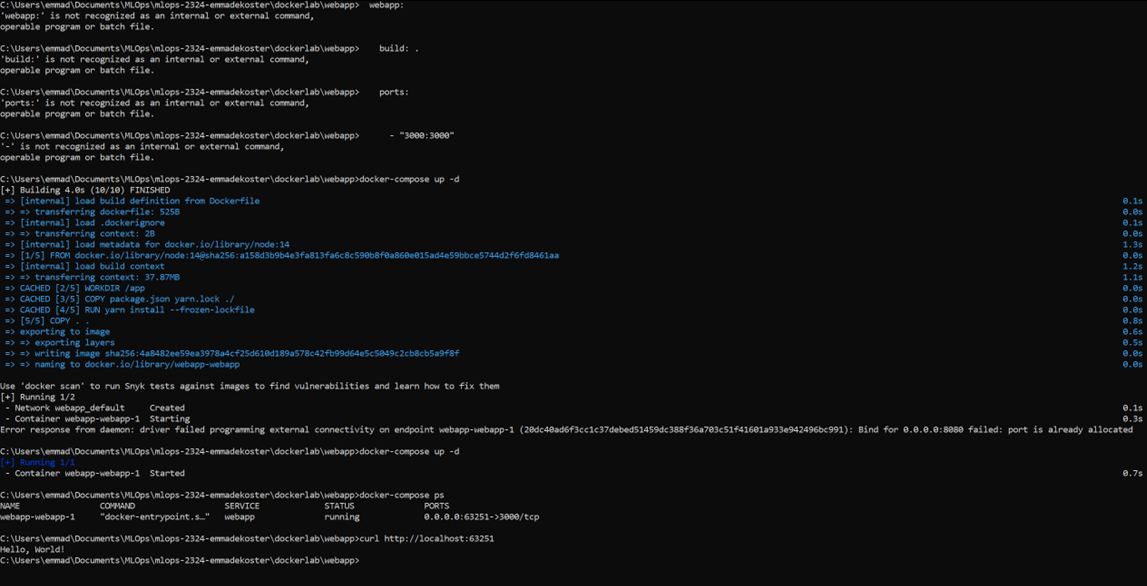 C:\Users\emmad\Documents\MLOps\mlops-2324-emmadekoster\dockerlab\webapp>  webapp:
'webapp:' is not recognized as an internal or external command,
operable program or batch file.
C:\Users\emmad\Documents\MLOps\mlops-2324-emmadekoster\dockerlab\webapp>    build: .
'build:' is not recognized as an internal or external command,
operable program or batch file.
C:\Users\emmad\Documents\MLOps\mlops-2324-emmadekoster\dockerlab\webapp>    ports:
'ports:' is not recognized as an internal or external command,
operable program or batch file.
C:\Users\emmad\Documents\MLOps\mlops-2324-emmadekoster\dockerlab\webapp>      - "3000:3000"
'-' is not recognized as an internal or external command,
operable program or batch file.
C:\Users\emmad\Documents\MLOps\mlops-2324-emmadekoster\dockerlab\webapp>docker-compose up -d
[+] Building 4.0s (10/10) FINISHED
=> [internal] load build definition from Dockerfile 0.1s
=> => transferring dockerfile: 525B 0.0s
=> [internal] load .dockerignore 0.1s
=> => transferring context: 2B 0.0s
=> [internal] load metadata for docker.io/library/node:14 1.3s
=> [1/5] FROM docker.io/library/node:14@sha256:a158d3b9b4e3fa813fa6c8c590b8f0a860e015ad4e59bbce5744d2f6fd8461aa 0.0s
=> [internal] load build context 1.2s
=> => transferring context: 37.87MB 1.1s
=> CACHED [2/5] WORKDIR /app 0.0s
=> CACHED [3/5] COPY package.json yarn.lock ./ 0.0s
=> CACHED [4/5] RUN yarn install --frozen-lockfile 0.0s
=> [5/5] COPY . . 0.8s
=> exporting to image 0.6s
=> => exporting layers 0.5s
=> => writing image sha256:4a8482ee59ea3978a4cf25d610d189a578c42fb99d64e5c5049c2cb8cb5a9f8f 0.0s
=> => naming to docker.io/library/webapp-webapp 0.0s
Use 'docker scan' to run Snyk tests against images to find vulnerabilities and learn how to fix them
[+] Running 1/2
- Network webapp_default     Created 0.1s
- Container webapp-webapp-1  Starting 0.3s
Error response from daemon: driver failed programming external connectivity on endpoint webapp-webapp-1 (20dc40ad6f3cc1c37debed51459dc388f36a703c51f41601a933e942496bc991): Bind for 0.0.0.0:8080 failed: port is already allocated
C:\Users\emmad\Documents\MLOps\mlops-2324-emmadekoster\dockerlab\webapp>docker-compose up -d
[+] Running 1/1
- Container webapp-webapp-1  Started 0.7s
C:\Users\emmad\Documents\MLOps\mlops-2324-emmadekoster\dockerlab\webapp>docker-compose ps
NAME                COMMAND                  SERVICE             STATUS              PORTS
webapp-webapp-1     "docker-entrypoint.s…"   webapp              running             0.0.0.0:63251->3000/tcp
C:\Users\emmad\Documents\MLOps\mlops-2324-emmadekoster\dockerlab\webapp>curl http://localhost:63251
Hello, World!
C:\Users\emmad\Documents\MLOps\mlops-2324-emmadekoster\dockerlab\webapp>